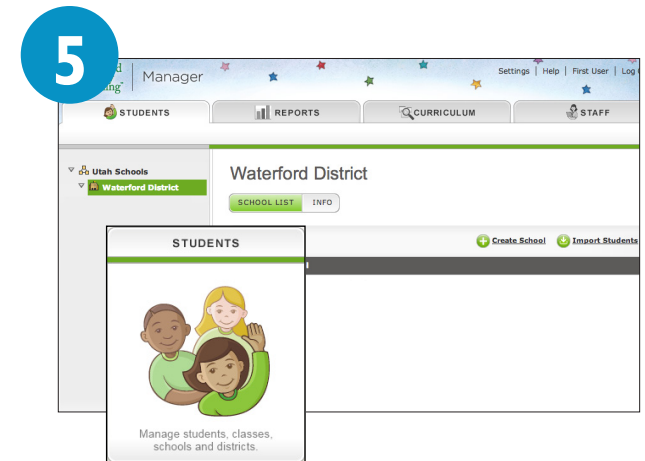 5
Manager
Settings | Help | First User | Log
STUDENTS REPORTS CURRICULUM STAFF
Utah Schools
Waterford District
Waterford District
SCHOOL LIST INFO
Create School Import Students
STUDENTS
Manage students, classes,
schools and districts.